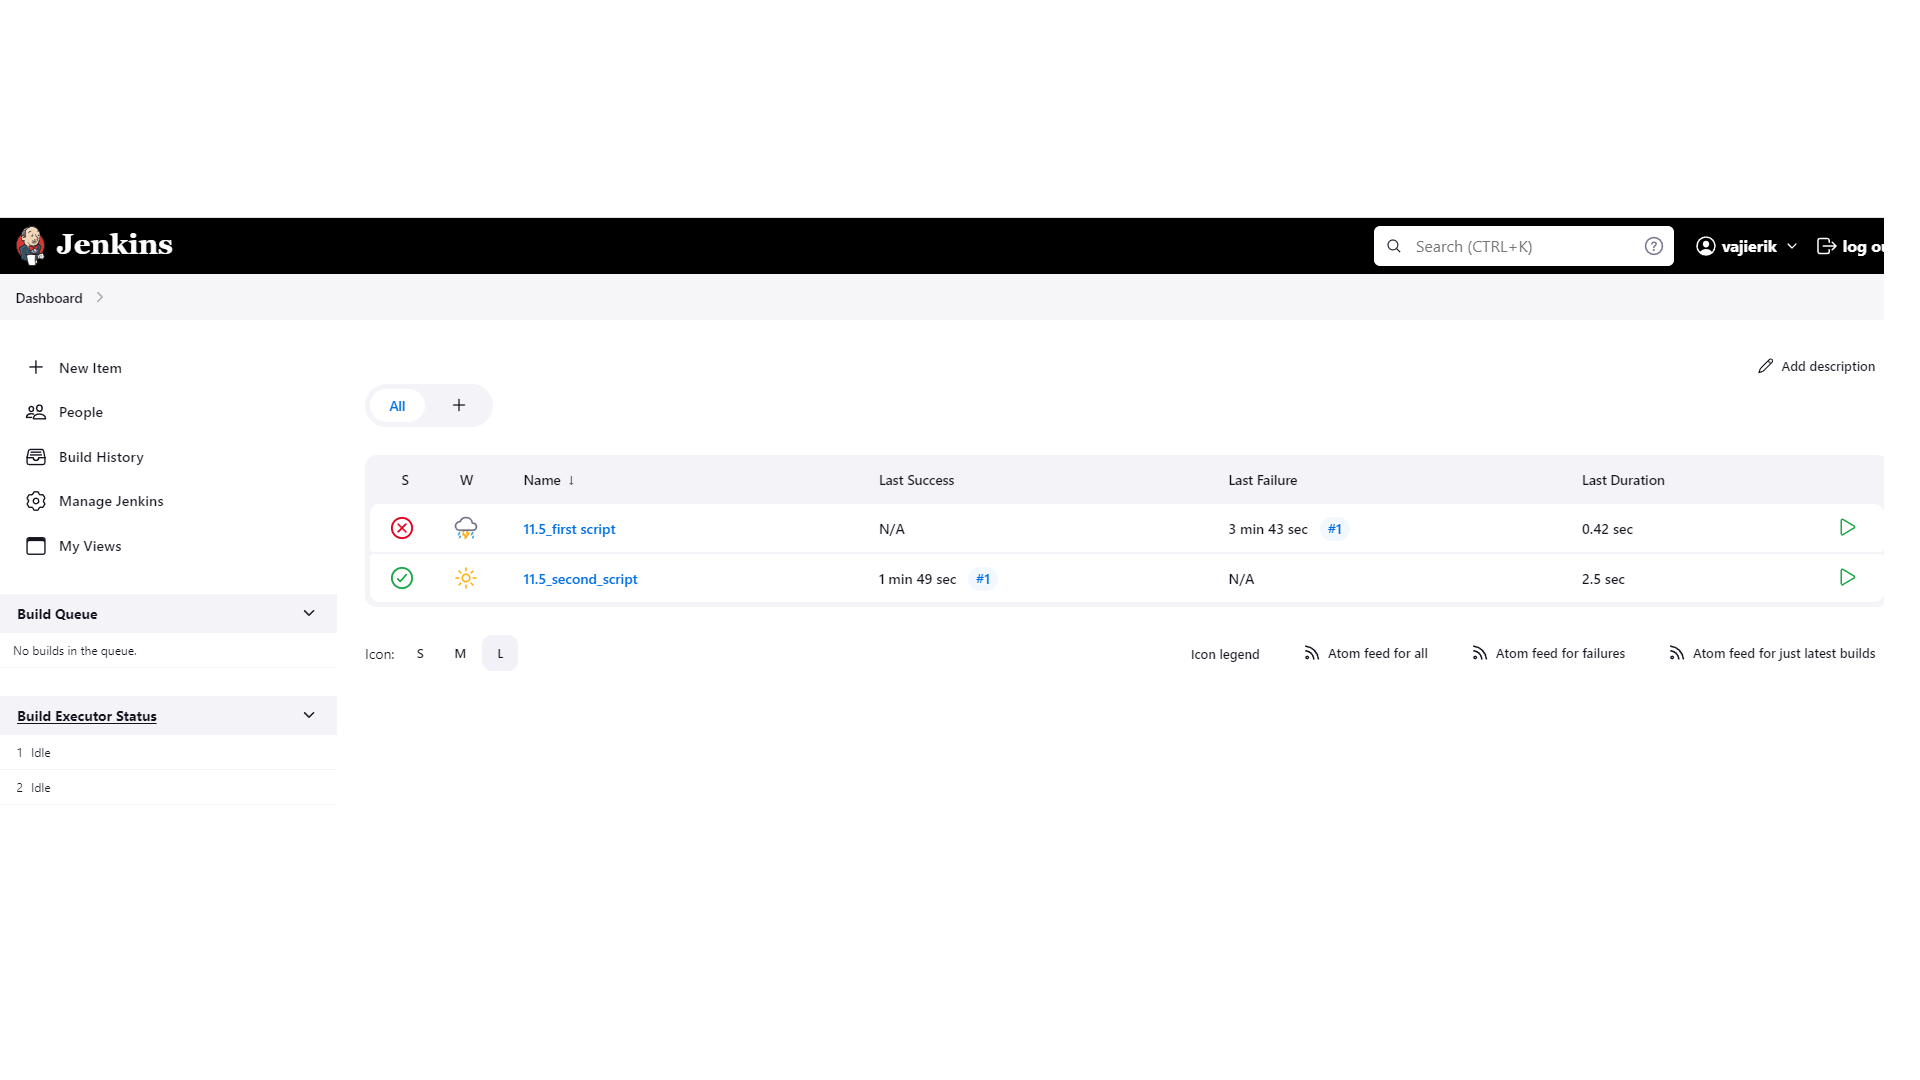 Jenkins
Search (CTRL+K)
vajierik
log ou
Dashboard
New Item
People
Build History
Manage Jenkins
My Views
Build Queue
No builds in the queue.
Build Executor Status
1 Idle
2 Idle
Add description
All
S W Name ↓ Last Success Last Failure Last Duration
11.5_first script N/A 3 min 43 sec #1 0.42 sec
11.5_second_script 1 min 49 sec #1 N/A 2.5 sec
Icon: S M L
Icon legend
Atom feed for all
Atom feed for failures
Atom feed for just latest builds